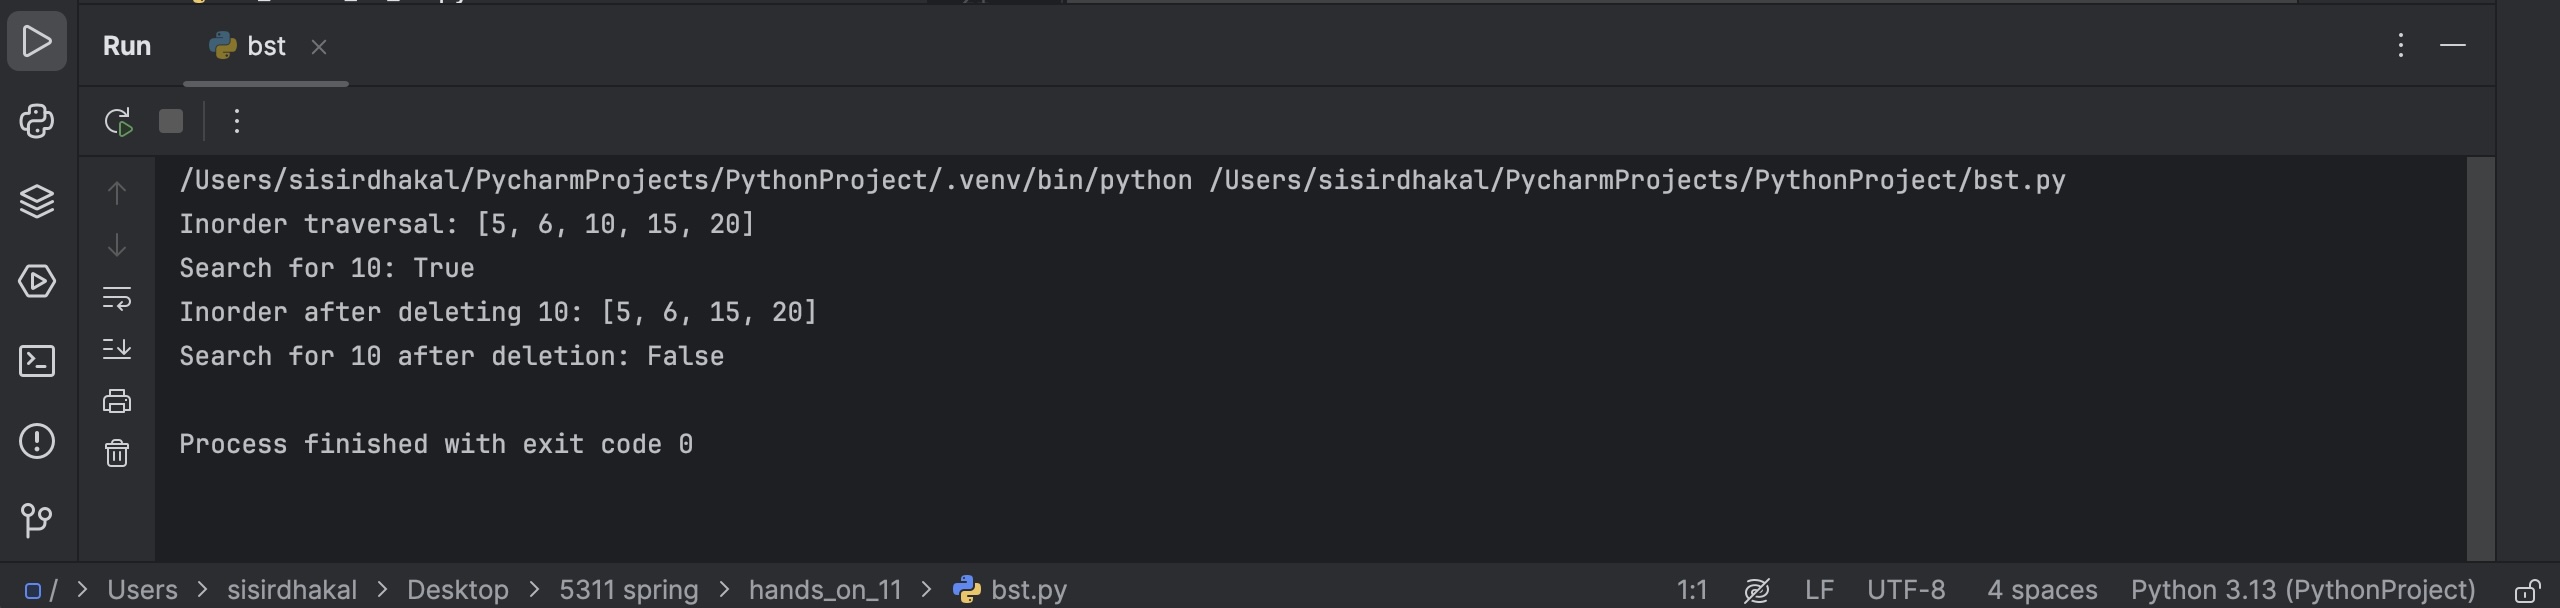 Run bst
/Users/sisirdhakal/PycharmProjects/PythonProject/.venv/bin/python /Users/sisirdhakal/PycharmProjects/PythonProject/bst.py
Inorder traversal: [5, 6, 10, 15, 20]
Search for 10: True
Inorder after deleting 10: [5, 6, 15, 20]
Search for 10 after deletion: False
Process finished with exit code 0
/ > Users > sisirdhakal > Desktop > 5311 spring > hands_on_11 > bst.py 1:1 LF UTF-8 4 spaces Python 3.13 (PythonProject)